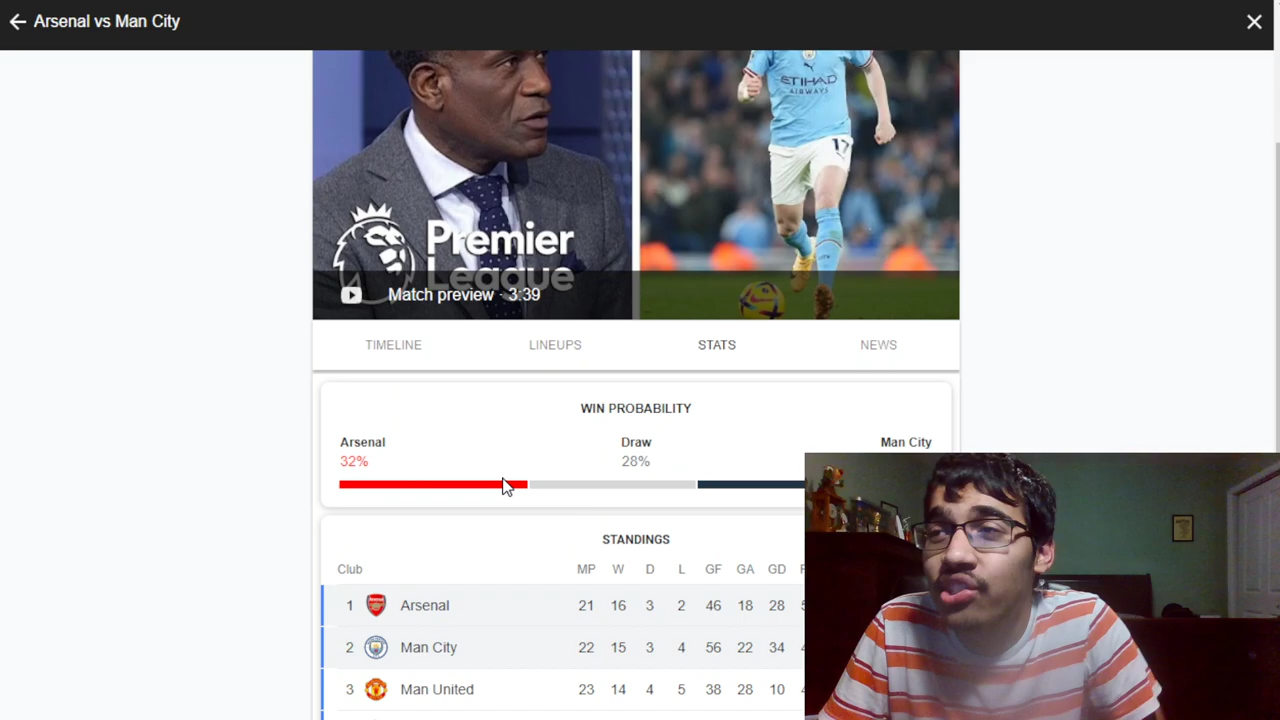 Arsenal vs Man City
ETIHAD
AIRWAYS
17
Premier
League
Match preview · 3:39
TIMELINE LINEUPS STATS NEWS
WIN PROBABILITY
Arsenal Draw Man City
32% 28%
STANDINGS
Club MP W D L GF GA GD
1 Arsenal 21 16 3 2 46 18 28
2 Man City 22 15 3 4 56 22 34
3 Man United 23 14 4 5 38 28 10